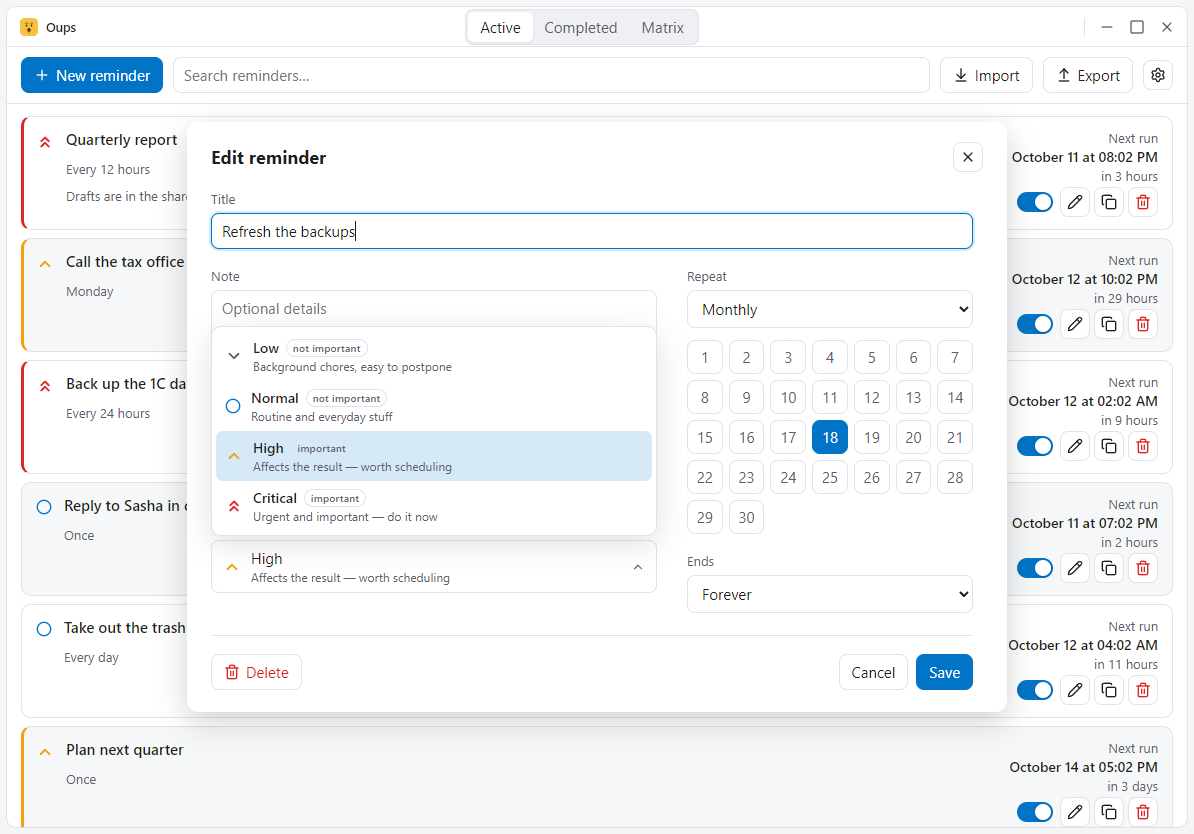 Oups
Active Completed Matrix
New reminder
Search reminders...
Import
Export
Quarterly report
Every 12 hours
Drafts are in the
Next run
October 11 at 08:02 PM
in 3 hours
Call the tax office
Monday
Next run
October 12 at 10:02 PM
in 29 hours
Back up the 1C
Every 24 hours
Next run
October 12 at 02:02 AM
in 9 hours
Reply to Sasha in
Once
Next run
October 11 at 07:02 PM
in 2 hours
Take out the trash
Every day
Next run
October 12 at 04:02 AM
in 11 hours
Plan next quarter
Once
Next run
October 14 at 05:02 PM
in 3 days
Edit reminder
Title
Refresh the backups
Note
Optional details
Low not important
Background chores, easy to postpone
Normal not important
Routine and everyday stuff
High important
Affects the result — worth scheduling
Critical important
Urgent and important — do it now
High
Affects the result — worth scheduling
Repeat
Monthly
1 2 3 4 5 6 7
8 9 10 11 12 13 14
15 16 17 18 19 20 21
22 23 24 25 26 27 28
29 30
Ends
Forever
Delete
Cancel
Save